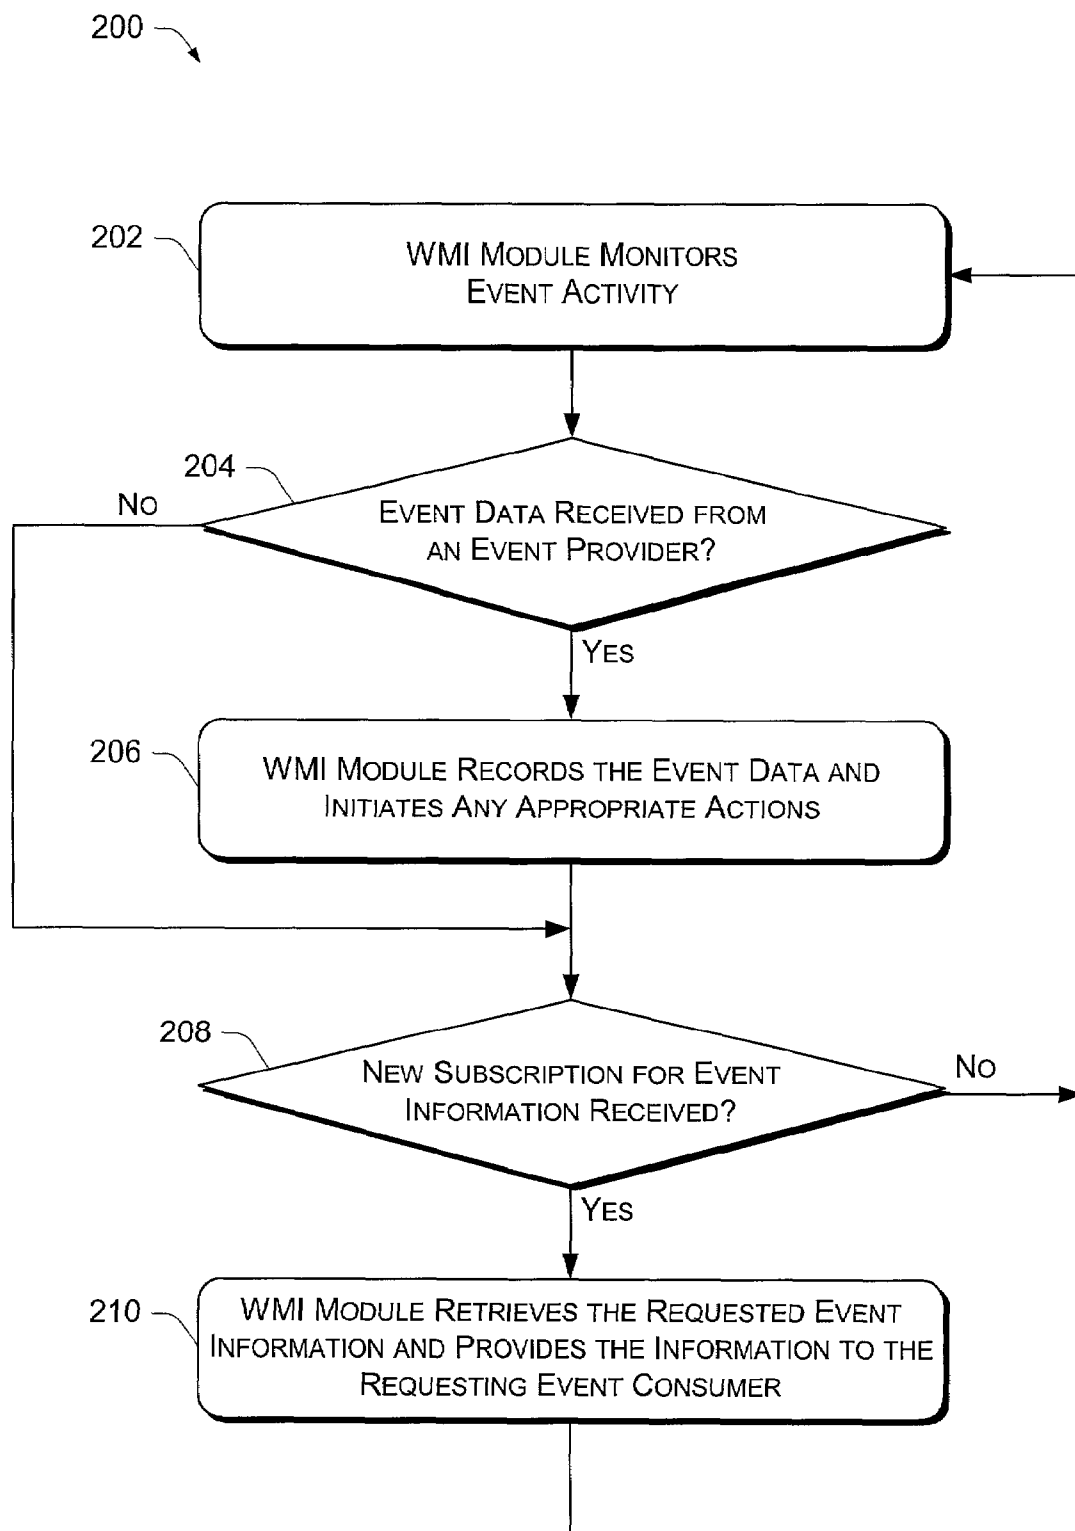 200
202
WMI MODULE MONITORS
EVENT ACTIVITY
204
NO
EVENT DATA RECEIVED FROM
AN EVENT PROVIDER?
YES
206
WMI MODULE RECORDS THE EVENT DATA AND
INITIATES ANY APPROPRIATE ACTIONS
208
NEW SUBSCRIPTION FOR EVENT
INFORMATION RECEIVED?
NO
YES
210
WMI MODULE RETRIEVES THE REQUESTED EVENT
INFORMATION AND PROVIDES THE INFORMATION TO THE
REQUESTING EVENT CONSUMER